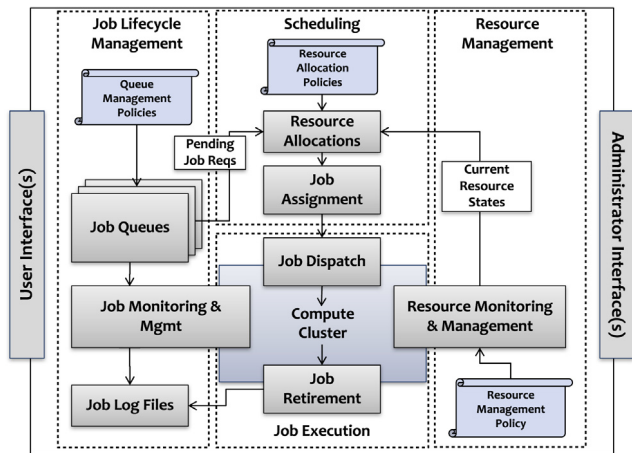 Job Lifecycle
Management
Scheduling
Resource
Management
Queue
Management
Policies
Resource
Allocation
Policies
Pending
Job Reqs
Resource
Allocations
Current
Resource
States
Job
Assignment
Job Queues
Job Dispatch
Job Monitoring &
Mgmt
Compute
Cluster
Resource Monitoring
& Management
Job Log Files
Job
Retirement
Resource
Management
Policy
Job Execution
User Interface(s)
Administrator Interface(s)